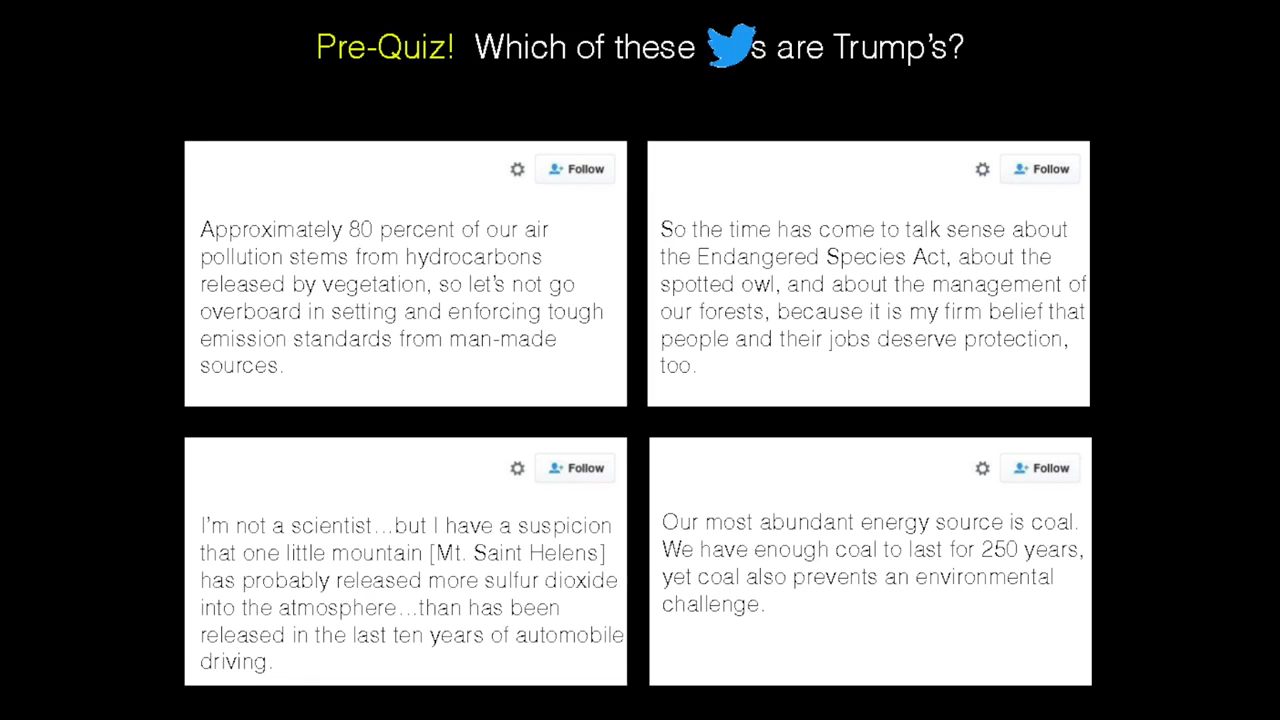 Pre-Quiz! Which of these s are Trump's?
Follow
Approximately 80 percent of our air
pollution stems from hydrocarbons
released by vegetation, so let's not go
overboard in setting and enforcing tough
emission standards from man-made
sources.
Follow
So the time has come to talk sense about
the Endangered Species Act, about the
spotted owl, and about the management of
our forests, because it is my firm belief that
people and their jobs deserve protection,
too.
Follow
I'm not a scientist...but I have a suspicion
that one little mountain [Mt. Saint Helens]
has probably released more sulfur dioxide
into the atmosphere...than has been
released in the last ten years of automobile
driving.
Follow
Our most abundant energy source is coal.
We have enough coal to last for 250 years,
yet coal also prevents an environmental
challenge.